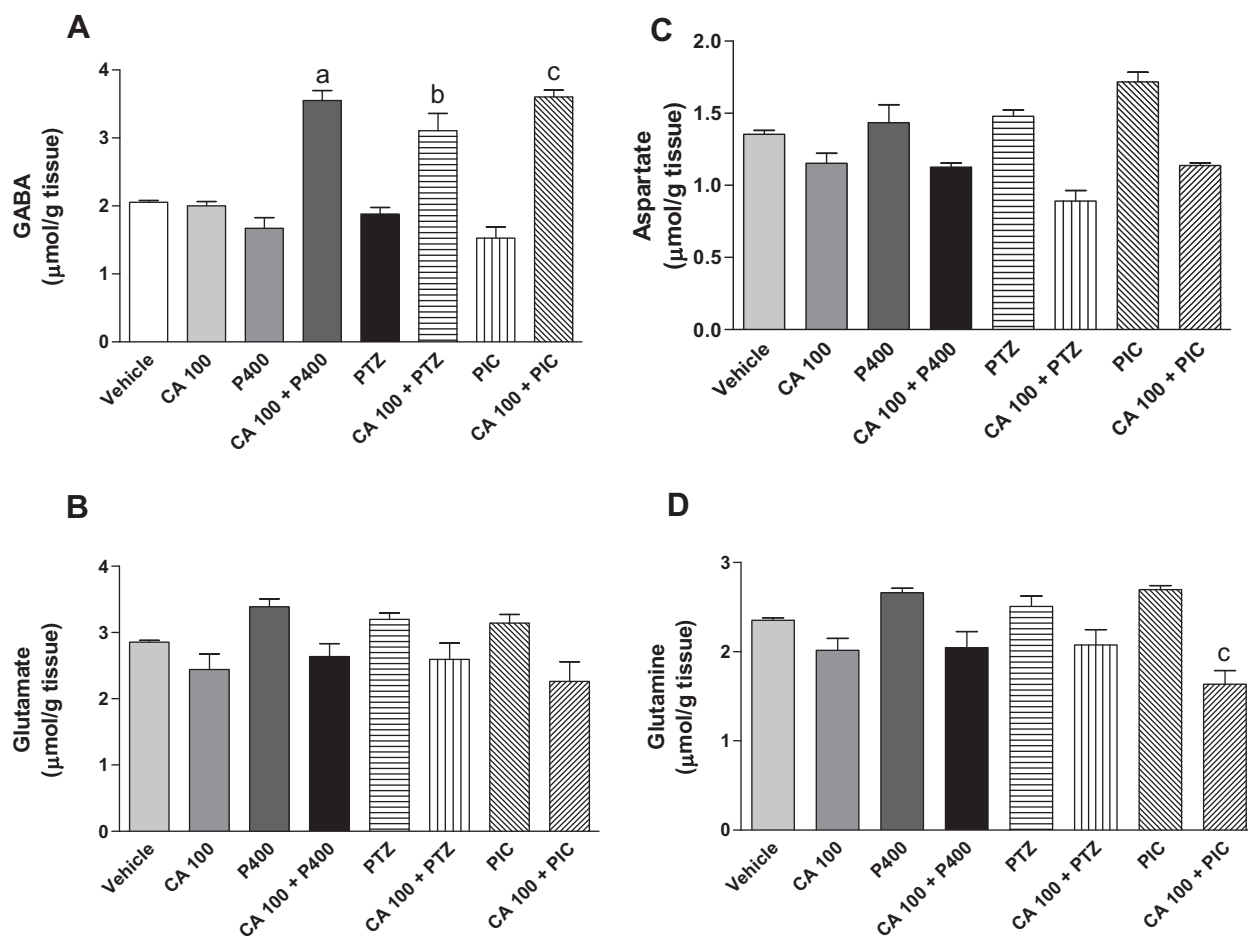 A
GABA
(μmol/g tissue)
4
3
2
1
0
a
b
c
Vehicle
CA 100
P400
CA 100 + P400
PTZ
CA 100 + PTZ
PIC
CA 100 + PIC
C
Aspartate
(μmol/g tissue)
2.0
1.5
1.0
0.5
0.0
Vehicle
CA 100
P400
CA 100 + P400
PTZ
CA 100 + PTZ
PIC
CA 100 + PIC
B
Glutamate
(μmol/g tissue)
4
3
2
1
0
Vehicle
CA 100
P400
CA 100 + P400
PTZ
CA 100 + PTZ
PIC
CA 100 + PIC
D
Glutamine
(μmol/g tissue)
3
2
1
0
c
Vehicle
CA 100
P400
CA 100 + P400
PTZ
CA 100 + PTZ
PIC
CA 100 + PIC